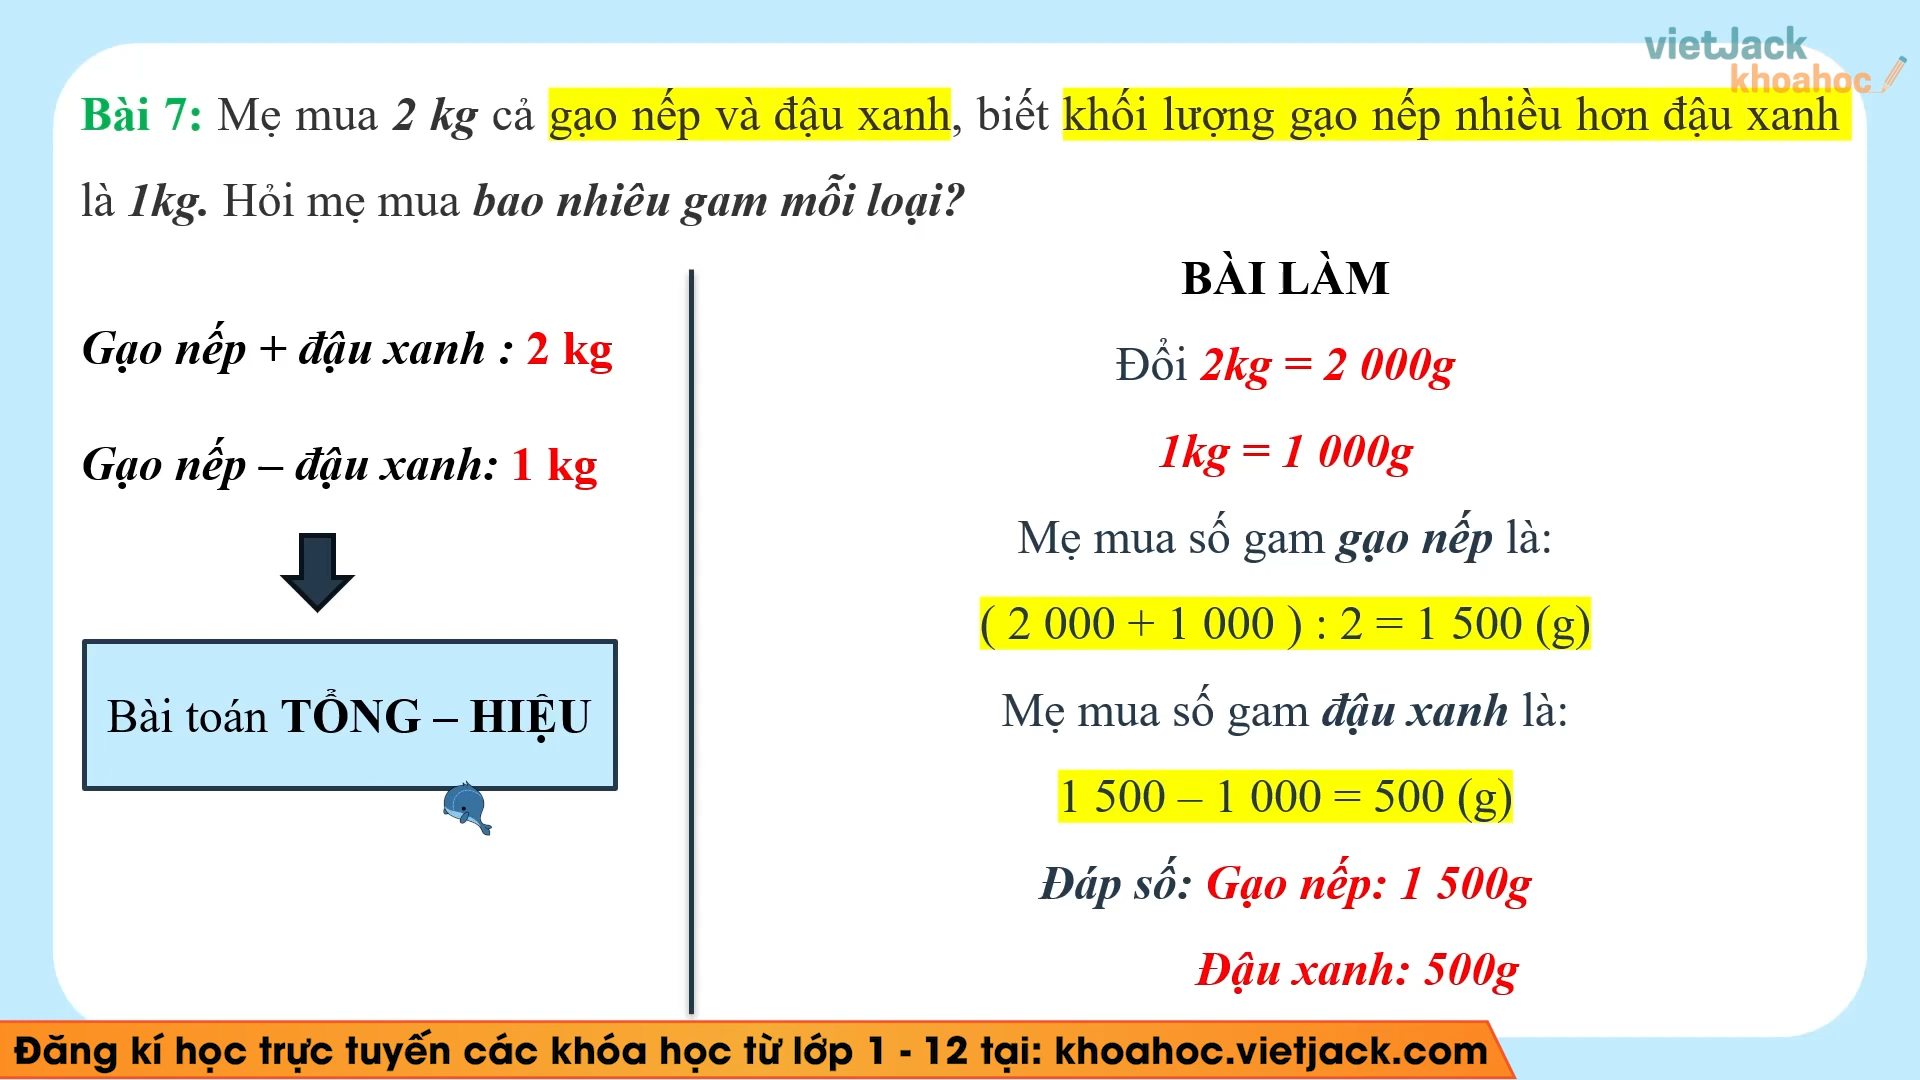 vietJack
khoahoc
Bài 7: Mẹ mua 2 kg cả gạo nếp và đậu xanh, biết khối lượng gạo nếp nhiều hơn đậu xanh
là 1kg. Hỏi mẹ mua bao nhiêu gam mỗi loại?
Gạo nếp + đậu xanh : 2 kg
Gạo nếp – đậu xanh: 1 kg
Bài toán TỔNG – HIỆU
BÀI LÀM
Đổi 2kg = 2 000g
1kg = 1 000g
Mẹ mua số gam gạo nếp là:
( 2 000 + 1 000 ) : 2 = 1 500 (g)
Mẹ mua số gam đậu xanh là:
1 500 – 1 000 = 500 (g)
Đáp số: Gạo nếp: 1 500g
Đậu xanh: 500g
Đăng kí học trực tuyến các khóa học từ lớp 1 - 12 tại: khoahoc.vietjack.com